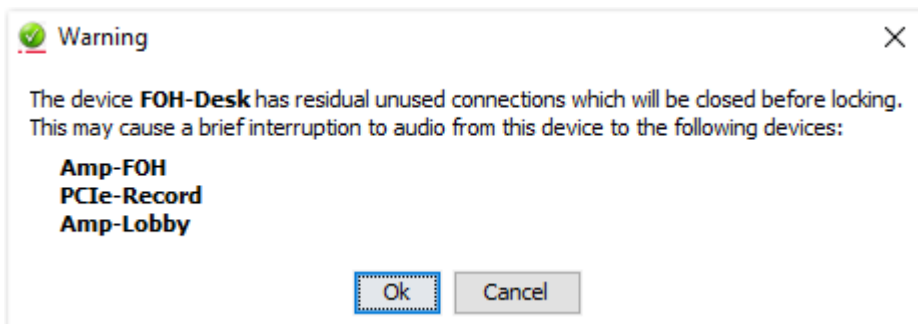 Warning
The device FOH-Desk has residual unused connections which will be closed before locking.
This may cause a brief interruption to audio from this device to the following devices:
Amp-FOH
PCIe-Record
Amp-Lobby
Ok
Cancel